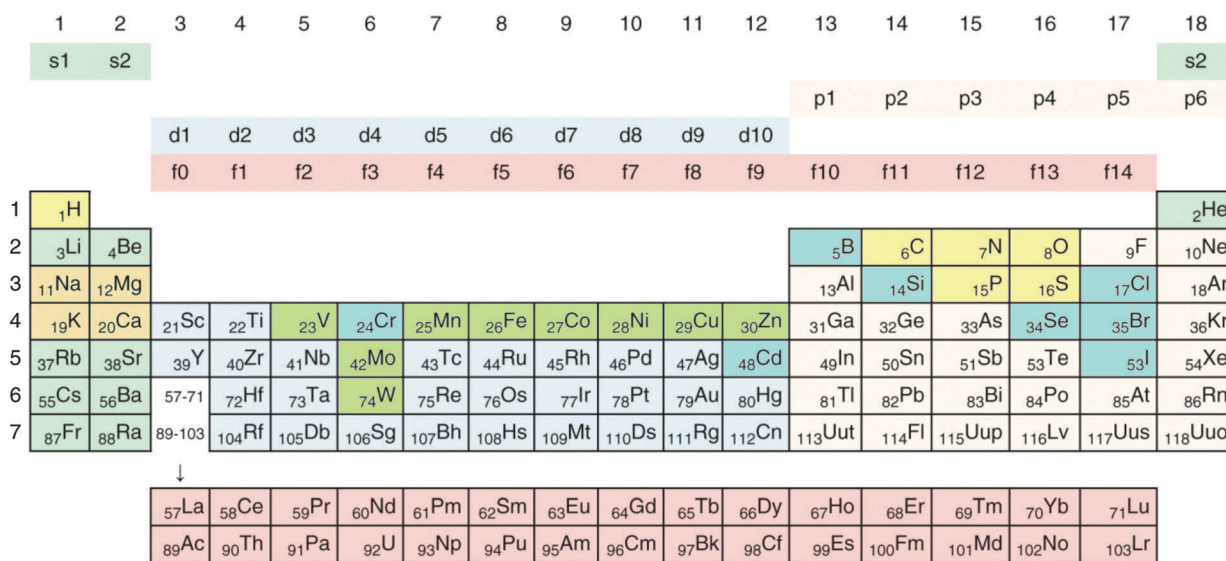 1 2 3 4 5 6 7 8 9 10 11 12 13 14 15 16 17 18
s1 s2 s2
p1 p2 p3 p4 p5 p6
d1 d2 d3 d4 d5 d6 d7 d8 d9 d10
f0 f1 f2 f3 f4 f5 f6 f7 f8 f9 f10 f11 f12 f13 f14
1 1H 2He
2 3Li 4Be 5B 6C 7N 8O 9F 10Ne
3 11Na 12Mg 13Al 14Si 15P 16S 17Cl 18Ar
4 19K 20Ca 21Sc 22Ti 23V 24Cr 25Mn 26Fe 27Co 28Ni 29Cu 30Zn 31Ga 32Ge 33As 34Se 35Br 36Kr
5 37Rb 38Sr 39Y 40Zr 41Nb 42Mo 43Tc 44Ru 45Rh 46Pd 47Ag 48Cd 49In 50Sn 51Sb 53Te 53I 54Xe
6 55Cs 56Ba 57-71 72Hf 73Ta 74W 75Re 76Os 77Ir 78Pt 79Au 80Hg 81Tl 82Pb 83Bi 84Po 85At 86Rn
7 87Fr 88Ra 89-103 104Rf 105Db 106Sg 107Bh 108Hs 109Mt 110Ds 111Rg 112Cn 113Uut 114Fl 115Uup 116Lv 117Uus 118Uuo
↓
57La 58Ce 59Pr 60Nd 61Pm 62Sm 63Eu 64Gd 65Tb 66Dy 67Ho 68Er 69Tm 70Yb 71Lu
89Ac 90Th 91Pa 92U 93Np 94Pu 95Am 96Cm 97Bk 98Cf 99Es 100Fm 101Md 102No 103Lr